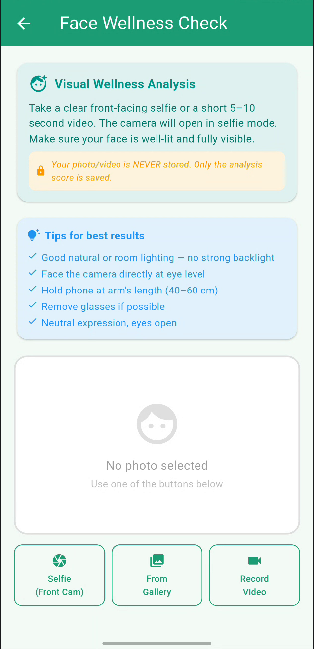 Face Wellness Check
Visual Wellness Analysis
Take a clear front-facing selfie or a short 5–10
second video. The camera will open in selfie mode.
Make sure your face is well-lit and fully visible.
Your photo/video is NEVER stored. Only the analysis
score is saved.
Tips for best results
Good natural or room lighting — no strong backlight
Face the camera directly at eye level
Hold phone at arm's length (40–60 cm)
Remove glasses if possible
Neutral expression, eyes open
No photo selected
Use one of the buttons below
Selfie
(Front Cam)
From
Gallery
Record
Video